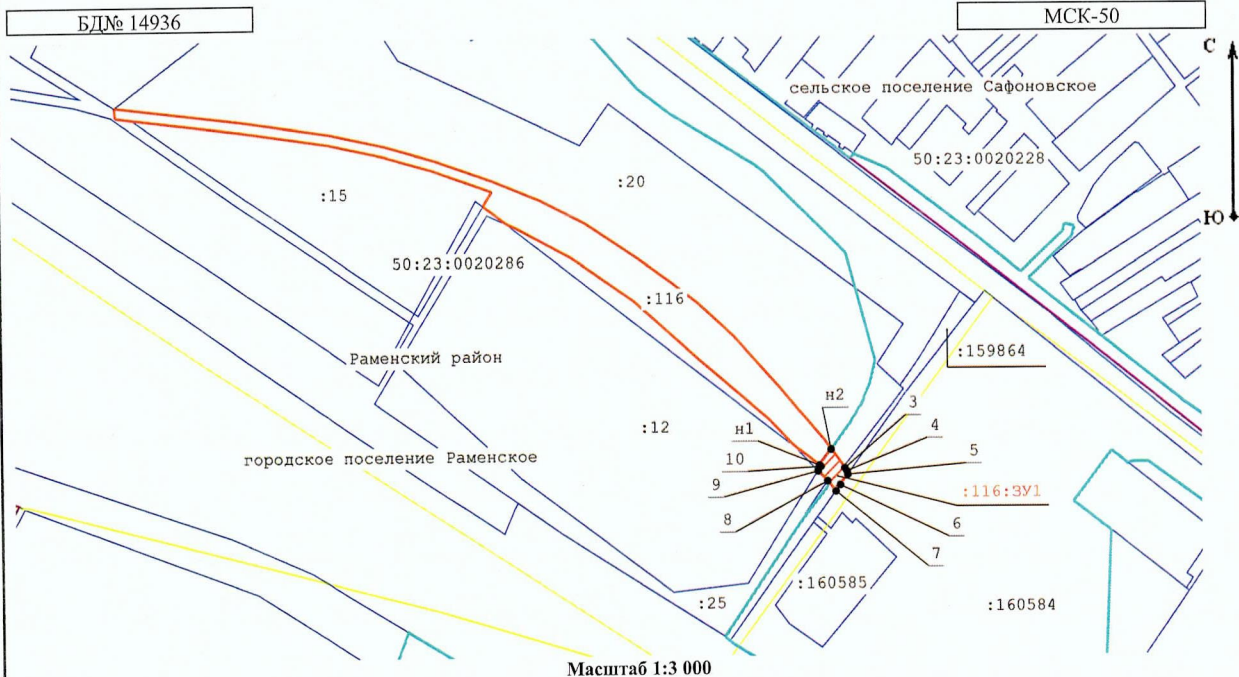 БД№ 14936
МСК-50
С
сельское поселение Сафоновское
50:23:0020228
:20
:15
Ю
50:23:0020286
:116
:159864
Раменский район
н2
3
:12
н1
4
городское поселение Раменское
10
5
9
:116:ЗУ1
8
6
7
:160585
:25
:160584
Масштаб 1:3 000